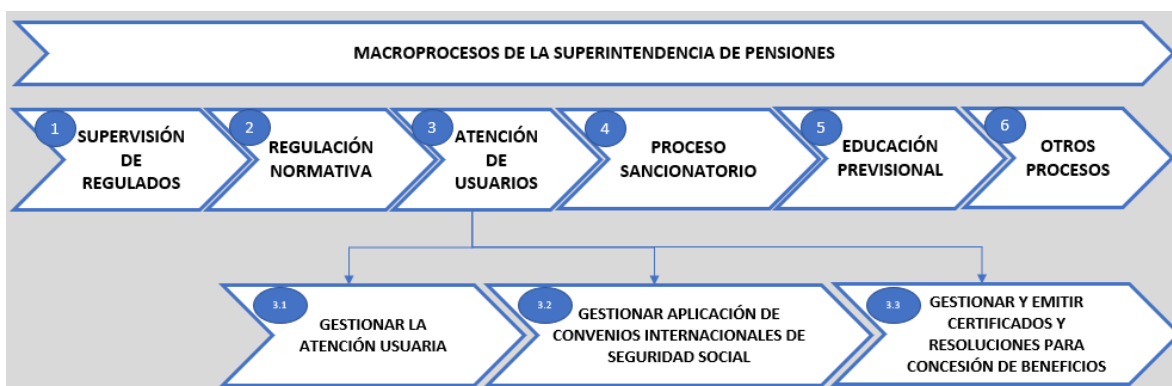 MACROPROCESOS DE LA SUPERINTENDENCIA DE PENSIONES
1
SUPERVISIÓN
DE
REGULADOS
2
REGULACIÓN
NORMATIVA
3
ATENCIÓN
DE
USUARIOS
4
PROCESO
SANCIONATORIO
5
EDUCACIÓN
PREVISIONAL
6
OTROS
PROCESOS
3.1
GESTIONAR LA
ATENCIÓN USUARIA
3.2
GESTIONAR APLICACIÓN DE
CONVENIOS INTERNACIONALES DE
SEGURIDAD SOCIAL
3.3
GESTIONAR Y EMITIR
CERTIFICADOS Y
RESOLUCIONES PARA
CONCESIÓN DE BENEFICIOS